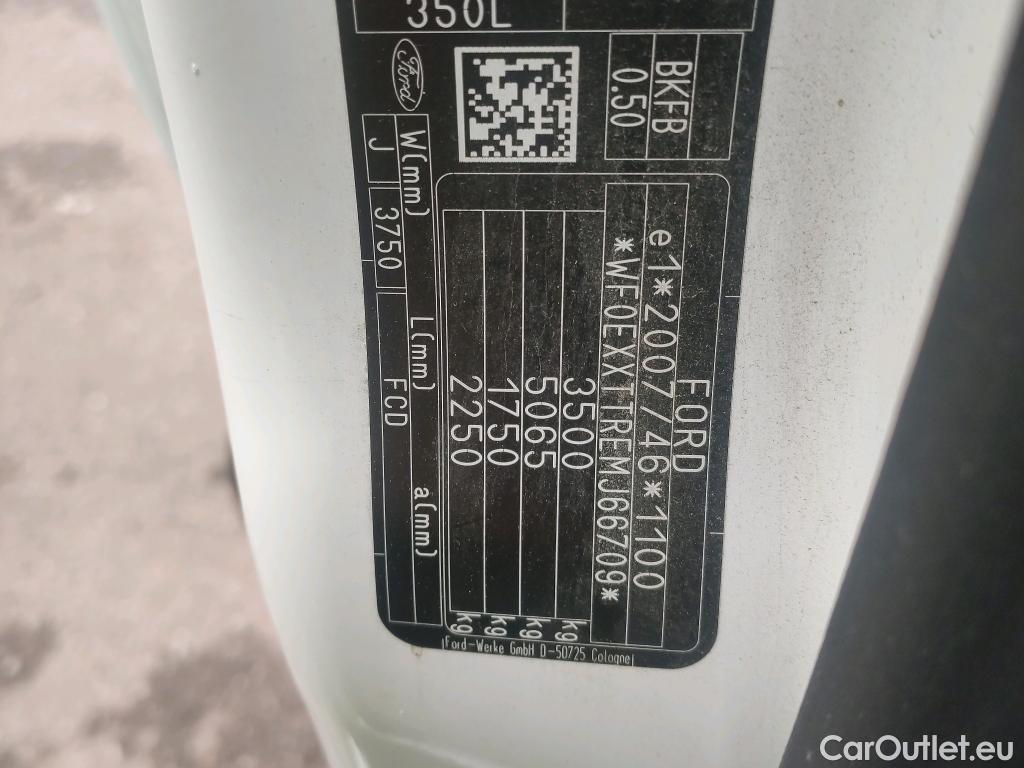 FORD
e1*2007/46*1100
*WF0EXXTTREMJ66709*
3500 kg
5065 kg
1750 kg
2250 kg
BKFB
0.50
Ford
350L
W(mm) L(mm) a(mm)
J 3750 FCD
Ford-Werke GmbH D-50725 Cologne
CarOutlet.eu